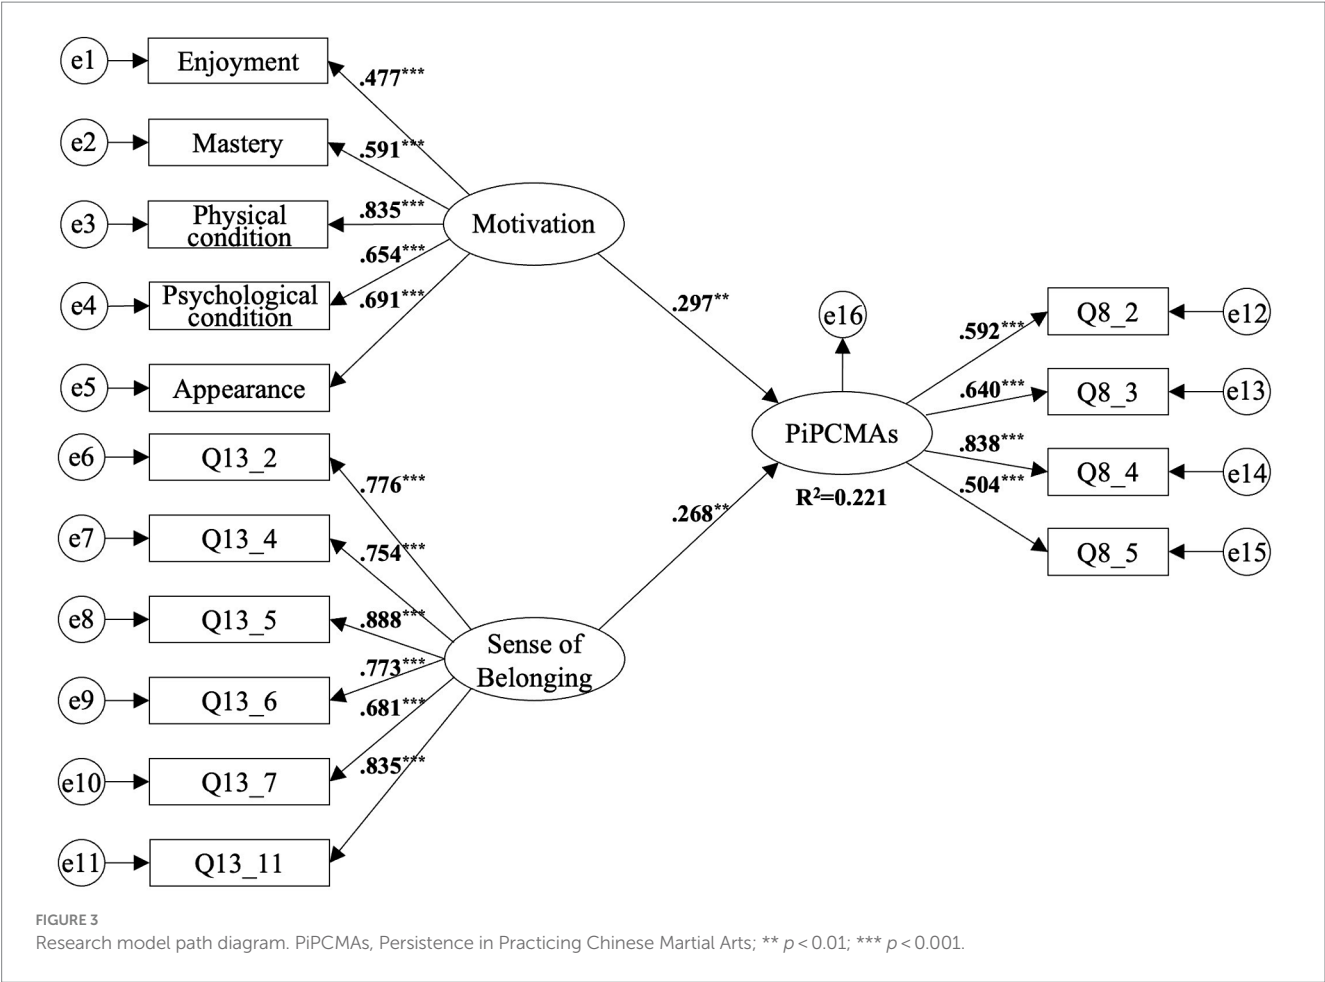 e1
Enjoyment
.477***
e2
Mastery
.591***
e3
Physical
condition
.835***
Motivation
e4
Psychological
condition
.654***
.691***
e5
Appearance
.297**
e16
PiPCMAs
R²=0.221
.592***
Q8_2
e12
.640***
Q8_3
e13
.838***
Q8_4
e14
.504***
Q8_5
e15
e6
Q13_2
.776***
e7
Q13_4
.754***
.268**
e8
Q13_5
.888***
Sense of
Belonging
e9
Q13_6
.773***
.681***
e10
Q13_7
.835***
e11
Q13_11
FIGURE 3
Research model path diagram. PiPCMAs, Persistence in Practicing Chinese Martial Arts; ** p < 0.01; *** p < 0.001.